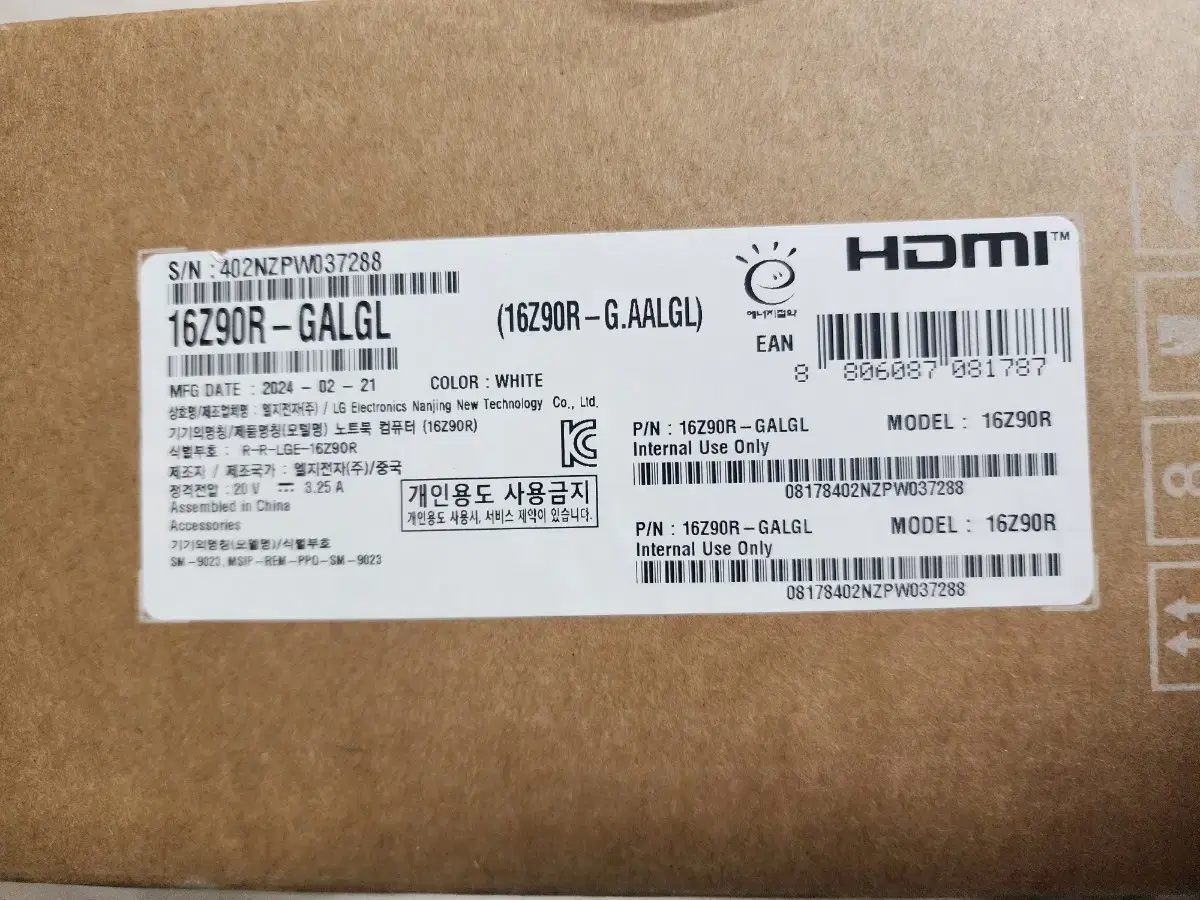 S/N : 402NZPW037288
16Z90R-GALGL
(16Z90R-G.AALGL)
MFG DATE : 2024 - 02 - 21
COLOR : WHITE
상호명/제조업체명 : 엘지전자(주) / LG Electronics Nanjing New Technology Co., Ltd.
기기의명칭/제품명칭(모델명) 노트북 컴퓨터 (16Z90R)
식별부호 : R-R-LGE-16Z90R
제조자 / 제조국가 : 엘지전자(주)/중국
정격전압 : 20 V ⎓ 3.25 A
Assembled in China
Accessories
기기의명칭(모델명)/식별부호
SM-9023, MSIP-REM-PPO-SM-9023
KC
개인용도 사용금지
개인용도 사용시, 서비스 제약이 있습니다.
에너지절약
HDMI™
EAN
8 806087 081787
P/N : 16Z90R-GALGL MODEL : 16Z90R
Internal Use Only
08178402NZPW037288
P/N : 16Z90R-GALGL MODEL : 16Z90R
Internal Use Only
08178402NZPW037288
8